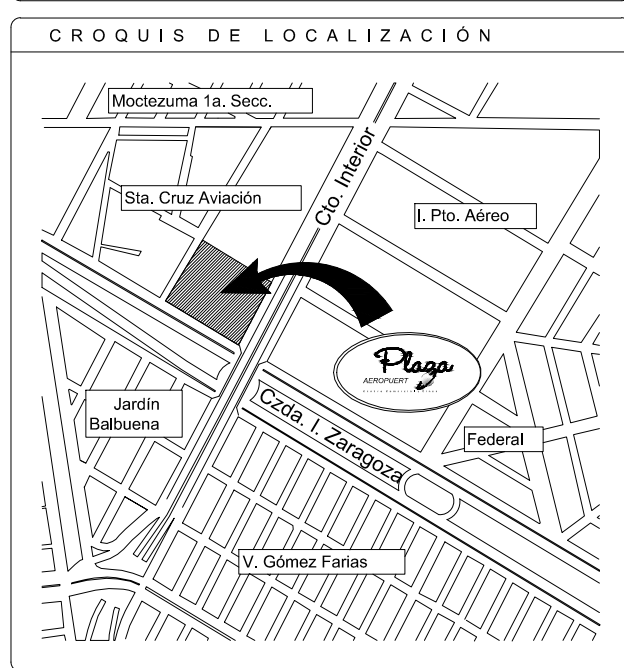 CROQUIS DE LOCALIZACIÓN
Moctezuma 1a. Secc.
Cto. Interior
Sta. Cruz Aviación
I. Pto. Aéreo
Plaza
AEROPUERT
Jardín
Balbuena
Czda. I. Zaragoza
Federal
V. Gómez Farias